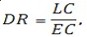 DR = LC / EC.